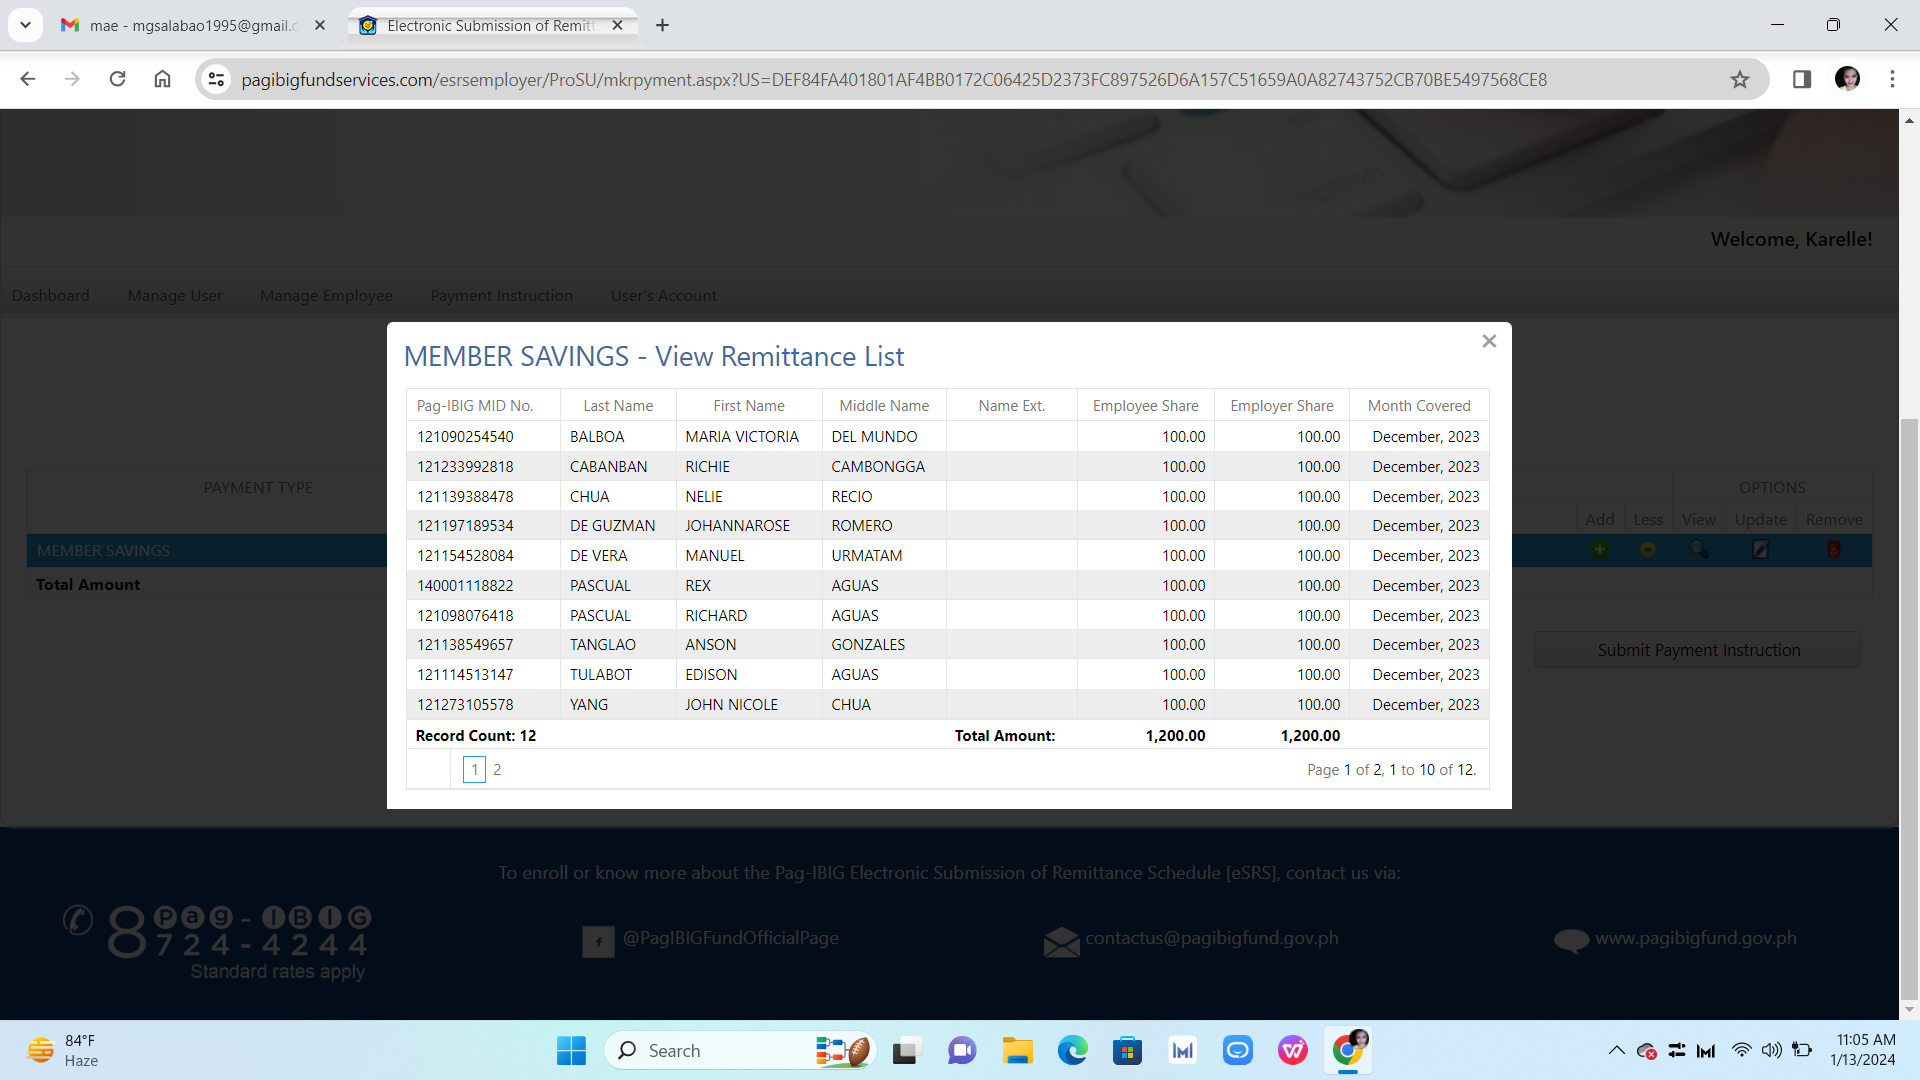 mae - mgsalabao1995@gmail.c
Electronic Submission of Remitt
pagibigfundservices.com/esrsemployer/ProSU/mkrpyment.aspx?US=DEF84FA401801AF4BB0172C06425D2373FC897526D6A157C51659A0A82743752CB70BE5497568CE8
Welcome, Karelle!
Dashboard Manage User Manage Employee Payment Instruction User's Account
MEMBER SAVINGS - View Remittance List
Pag-IBIG MID No. Last Name First Name Middle Name Name Ext. Employee Share Employer Share Month Covered
121090254540 BALBOA MARIA VICTORIA DEL MUNDO 100.00 100.00 December, 2023
121233992818 CABANBAN RICHIE CAMBONGGA 100.00 100.00 December, 2023
121139388478 CHUA NELIE RECIO 100.00 100.00 December, 2023
121197189534 DE GUZMAN JOHANNAROSE ROMERO 100.00 100.00 December, 2023
121154528084 DE VERA MANUEL URMATAM 100.00 100.00 December, 2023
140001118822 PASCUAL REX AGUAS 100.00 100.00 December, 2023
121098076418 PASCUAL RICHARD AGUAS 100.00 100.00 December, 2023
121138549657 TANGLAO ANSON GONZALES 100.00 100.00 December, 2023
121114513147 TULABOT EDISON AGUAS 100.00 100.00 December, 2023
121273105578 YANG JOHN NICOLE CHUA 100.00 100.00 December, 2023
Record Count: 12 Total Amount: 1,200.00 1,200.00
1 2 Page 1 of 2, 1 to 10 of 12.
PAYMENT TYPE OPTIONS
Add Less View Update Remove
MEMBER SAVINGS
Total Amount
Submit Payment Instruction
To enroll or know more about the Pag-IBIG Electronic Submission of Remittance Schedule [eSRS], contact us via:
8 Pag-IBIG
724-4244
Standard rates apply
@PagIBIGFundOfficialPage
contactus@pagibigfund.gov.ph
www.pagibigfund.gov.ph
84°F
Haze
Search
11:05 AM
1/13/2024